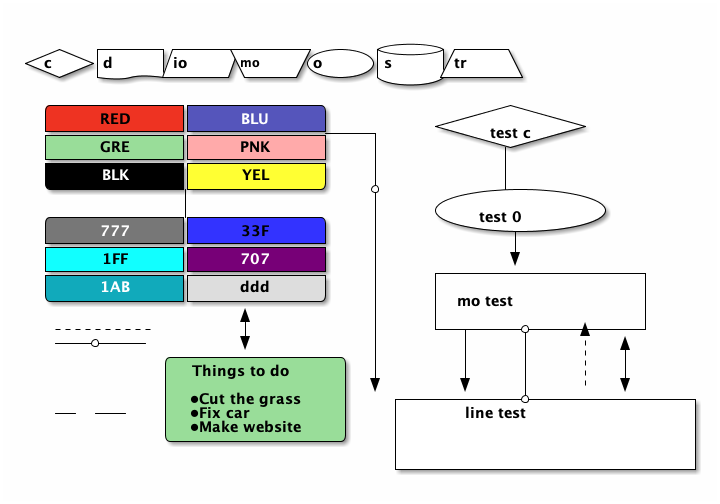 c d io mo o s tr
RED BLU
GRE PNK
BLK YEL
777 33F
1FF 707
1AB ddd
Things to do
●Cut the grass
●Fix car
●Make website
test c
test 0
mo test
line test